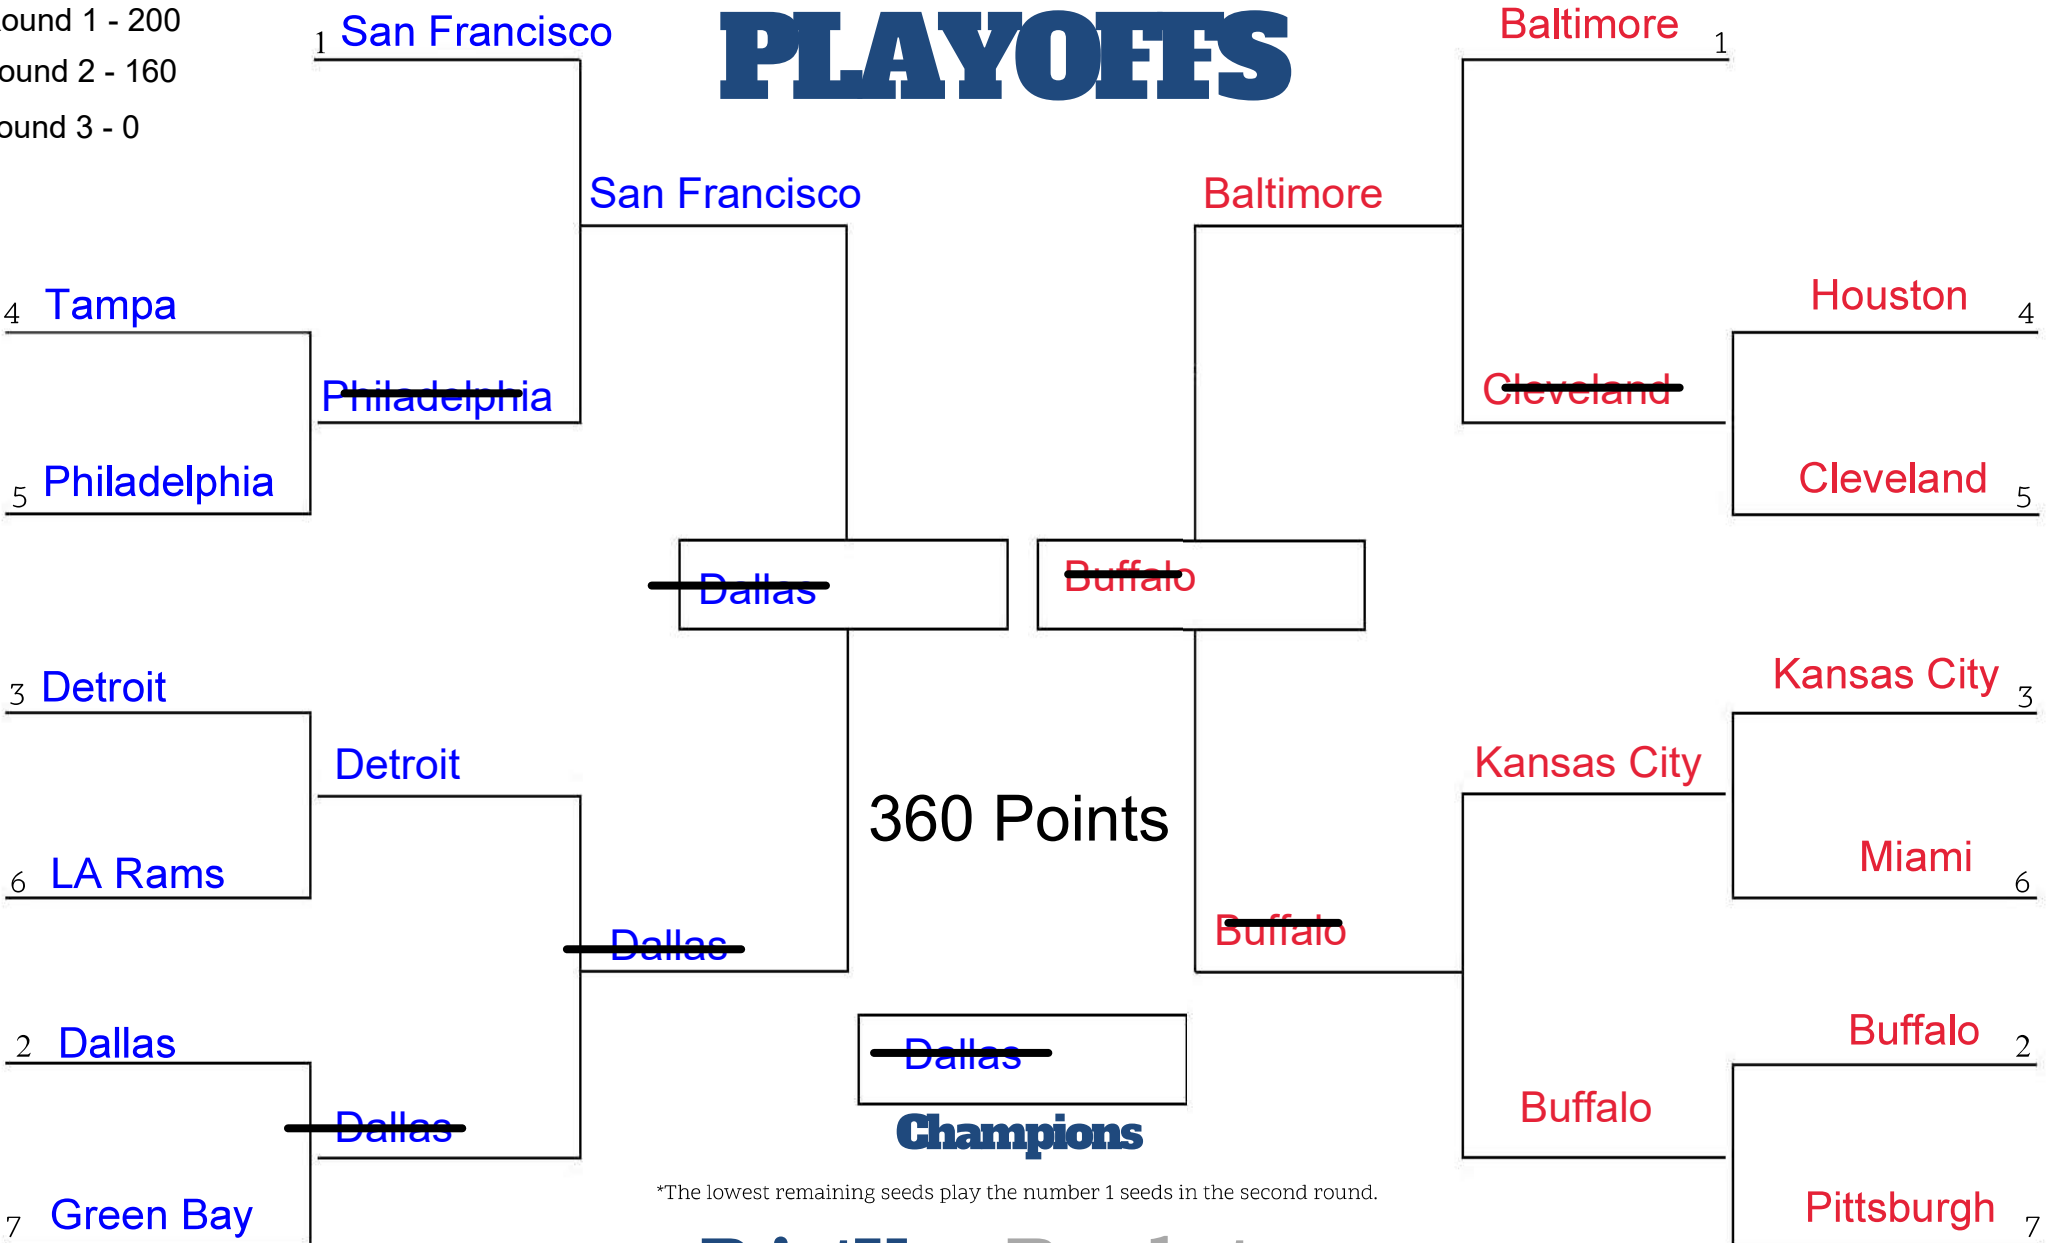 ound 1 - 200
ound 2 - 160
ound 3 - 0
PLAYOFFS
1 San Francisco
Baltimore 1
San Francisco
Baltimore
4 Tampa
Houston 4
Philadelphia
Cleveland
5 Philadelphia
Cleveland 5
Dallas
Buffalo
3 Detroit
Kansas City 3
Detroit
Kansas City
360 Points
6 LA Rams
Miami 6
Dallas
Buffalo
2 Dallas
Buffalo 2
Dallas
Dallas
Buffalo
Champions
*The lowest remaining seeds play the number 1 seeds in the second round.
7 Green Bay
Pittsburgh 7